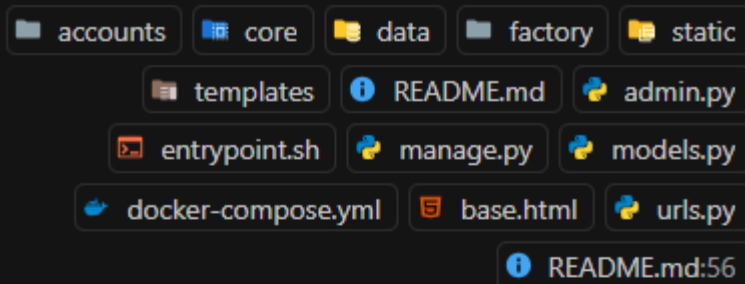 accounts core data factory static
templates README.md admin.py
entrypoint.sh manage.py models.py
docker-compose.yml base.html urls.py
README.md:56